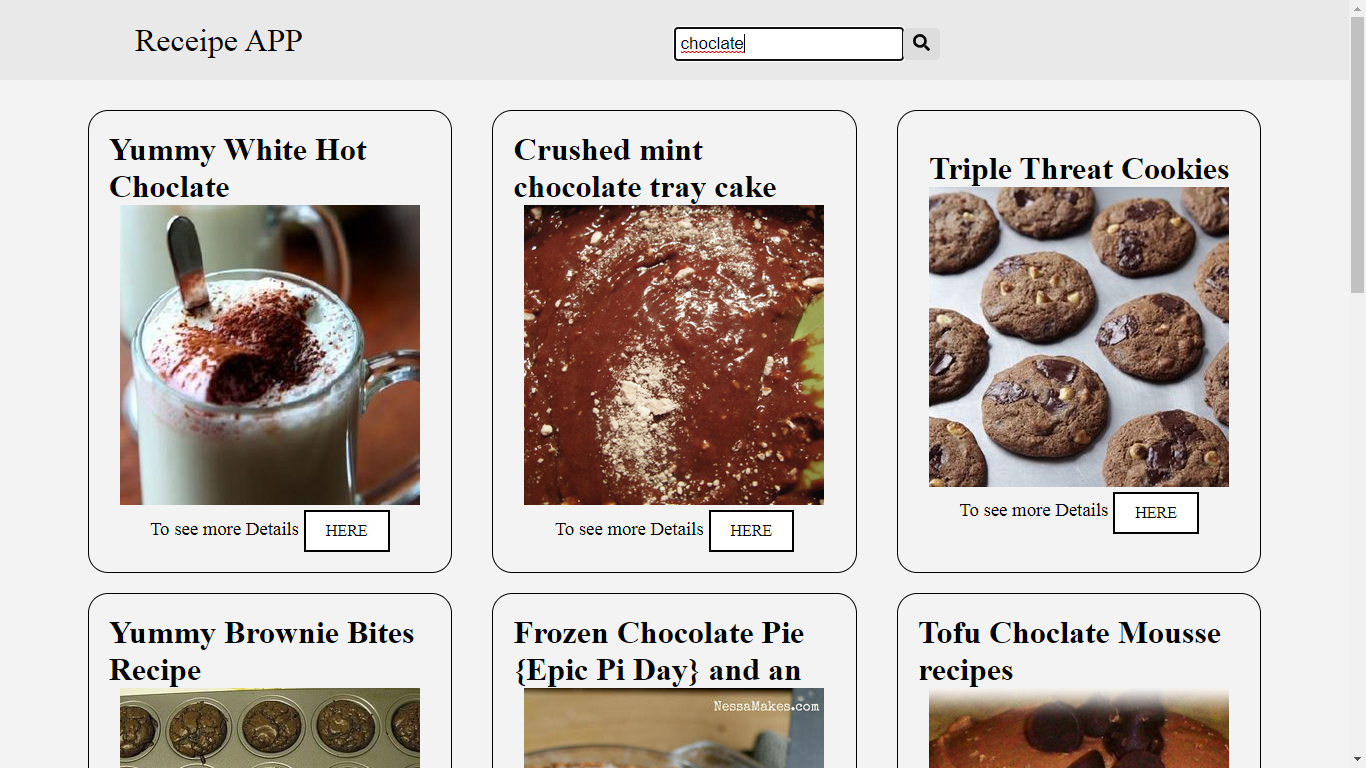 Receipe APP
choclate
Yummy White Hot
Choclate
To see more Details HERE
Crushed mint
chocolate tray cake
To see more Details HERE
Triple Threat Cookies
To see more Details HERE
Yummy Brownie Bites
Recipe
Frozen Chocolate Pie
{Epic Pi Day} and an
NessaMakes.com
Tofu Choclate Mousse
recipes